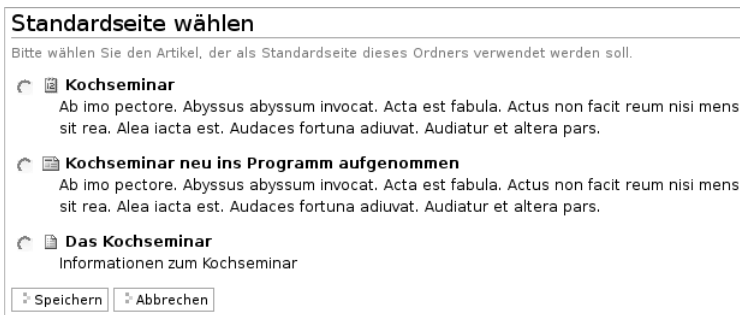 Standardseite wählen
Bitte wählen Sie den Artikel, der als Standardseite dieses Ordners verwendet werden soll.
Kochseminar
Ab imo pectore. Abyssus abyssum invocat. Acta est fabula. Actus non facit reum nisi mens
sit rea. Alea iacta est. Audaces fortuna adiuvat. Audiatur et altera pars.
Kochseminar neu ins Programm aufgenommen
Ab imo pectore. Abyssus abyssum invocat. Acta est fabula. Actus non facit reum nisi mens
sit rea. Alea iacta est. Audaces fortuna adiuvat. Audiatur et altera pars.
Das Kochseminar
Informationen zum Kochseminar
Speichern Abbrechen